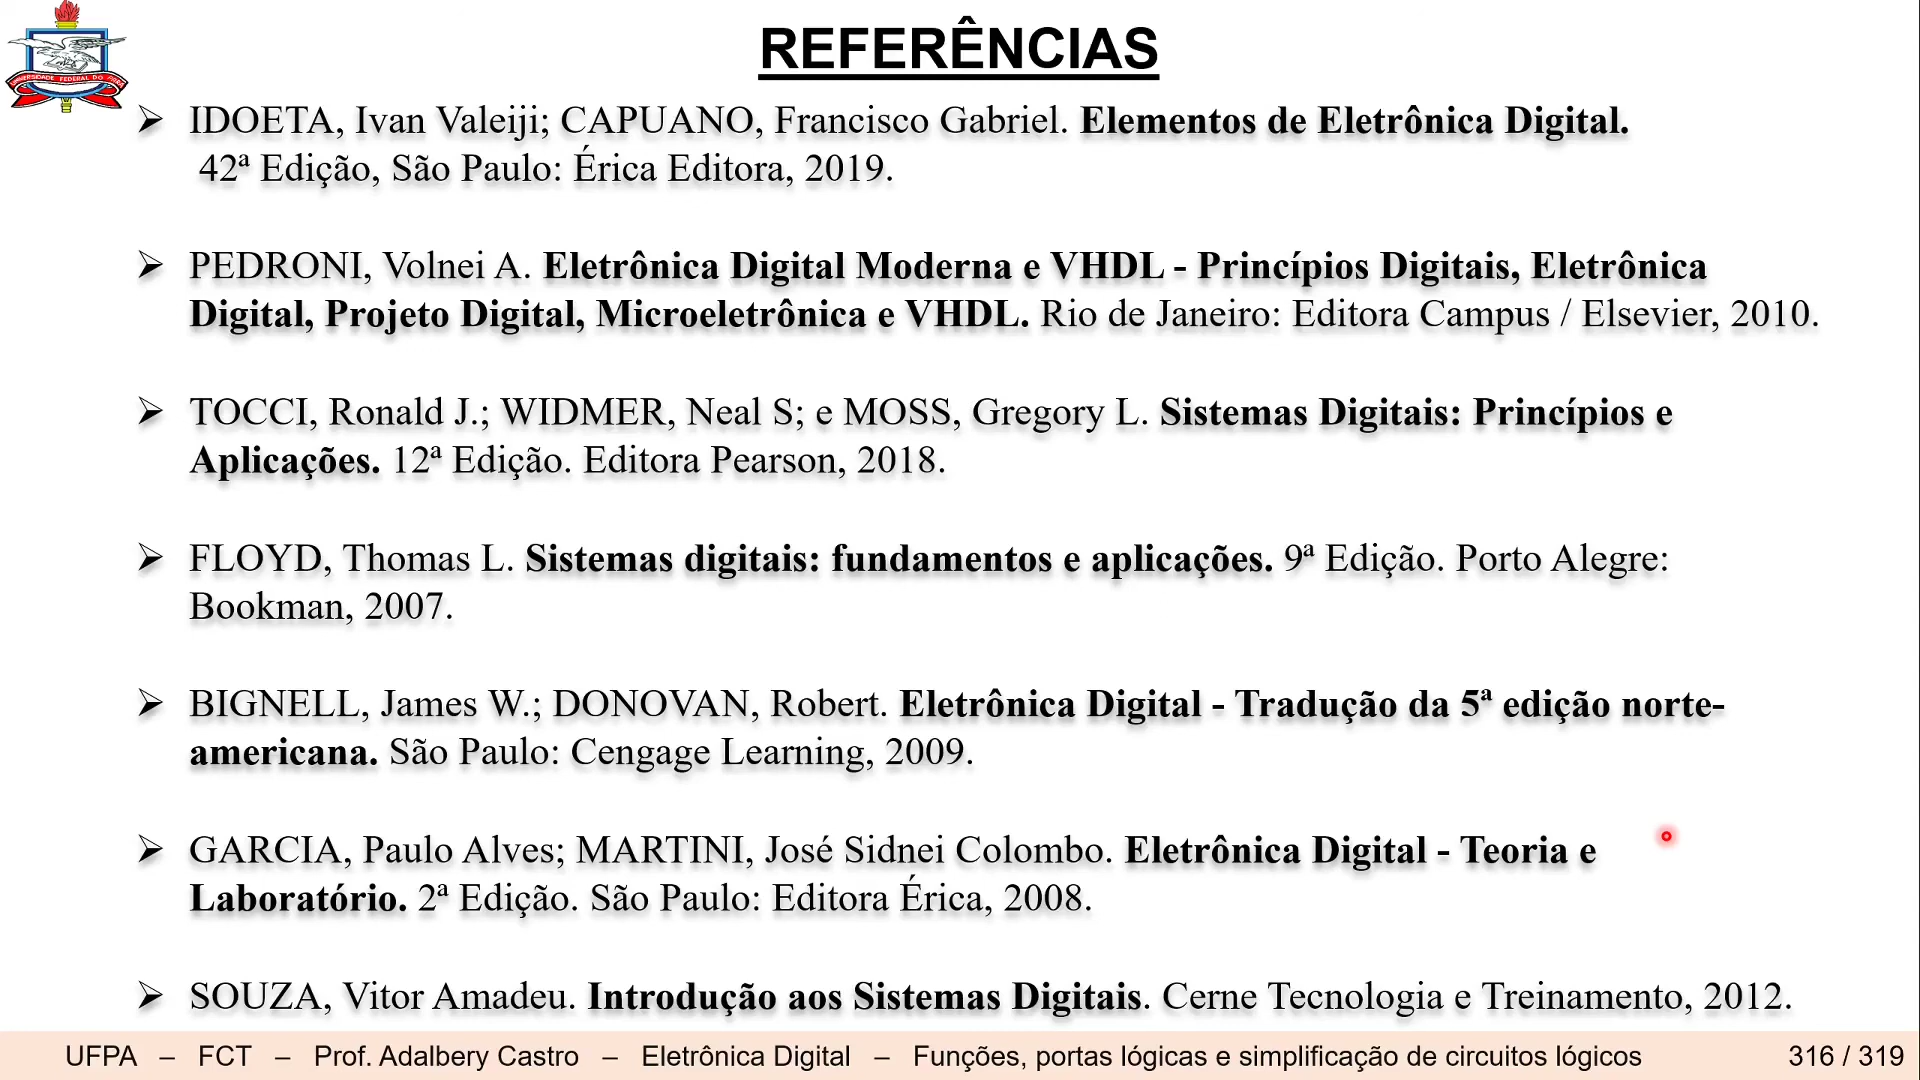 REFERÊNCIAS
UNIVERSIDADE FEDERAL DO PARÁ
➢ IDOETA, Ivan Valeiji; CAPUANO, Francisco Gabriel. Elementos de Eletrônica Digital.
42ª Edição, São Paulo: Érica Editora, 2019.
➢ PEDRONI, Volnei A. Eletrônica Digital Moderna e VHDL - Princípios Digitais, Eletrônica
Digital, Projeto Digital, Microeletrônica e VHDL. Rio de Janeiro: Editora Campus / Elsevier, 2010.
➢ TOCCI, Ronald J.; WIDMER, Neal S; e MOSS, Gregory L. Sistemas Digitais: Princípios e
Aplicações. 12ª Edição. Editora Pearson, 2018.
➢ FLOYD, Thomas L. Sistemas digitais: fundamentos e aplicações. 9ª Edição. Porto Alegre:
Bookman, 2007.
➢ BIGNELL, James W.; DONOVAN, Robert. Eletrônica Digital - Tradução da 5ª edição norte-
americana. São Paulo: Cengage Learning, 2009.
➢ GARCIA, Paulo Alves; MARTINI, José Sidnei Colombo. Eletrônica Digital - Teoria e
Laboratório. 2ª Edição. São Paulo: Editora Érica, 2008.
➢ SOUZA, Vitor Amadeu. Introdução aos Sistemas Digitais. Cerne Tecnologia e Treinamento, 2012.
UFPA – FCT – Prof. Adalbery Castro – Eletrônica Digital – Funções, portas lógicas e simplificação de circuitos lógicos 316 / 319